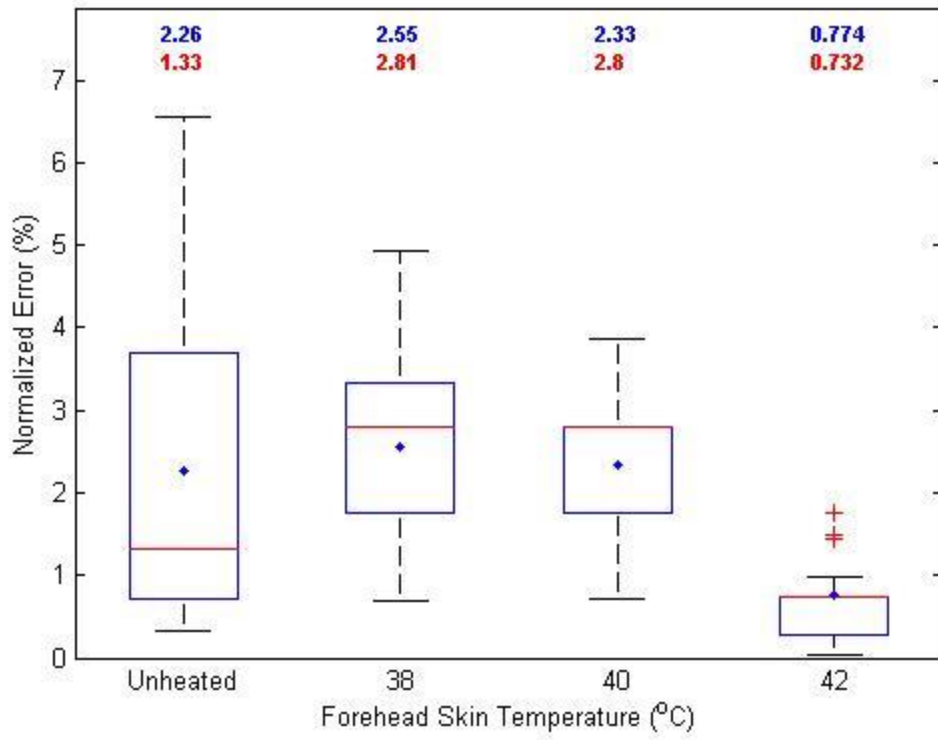 2.26 2.55 2.33 0.774
1.33 2.81 2.8 0.732
7
6
5
4
3
2
1
0
Normalized Error (%)
Unheated 38 40 42
Forehead Skin Temperature (°C)